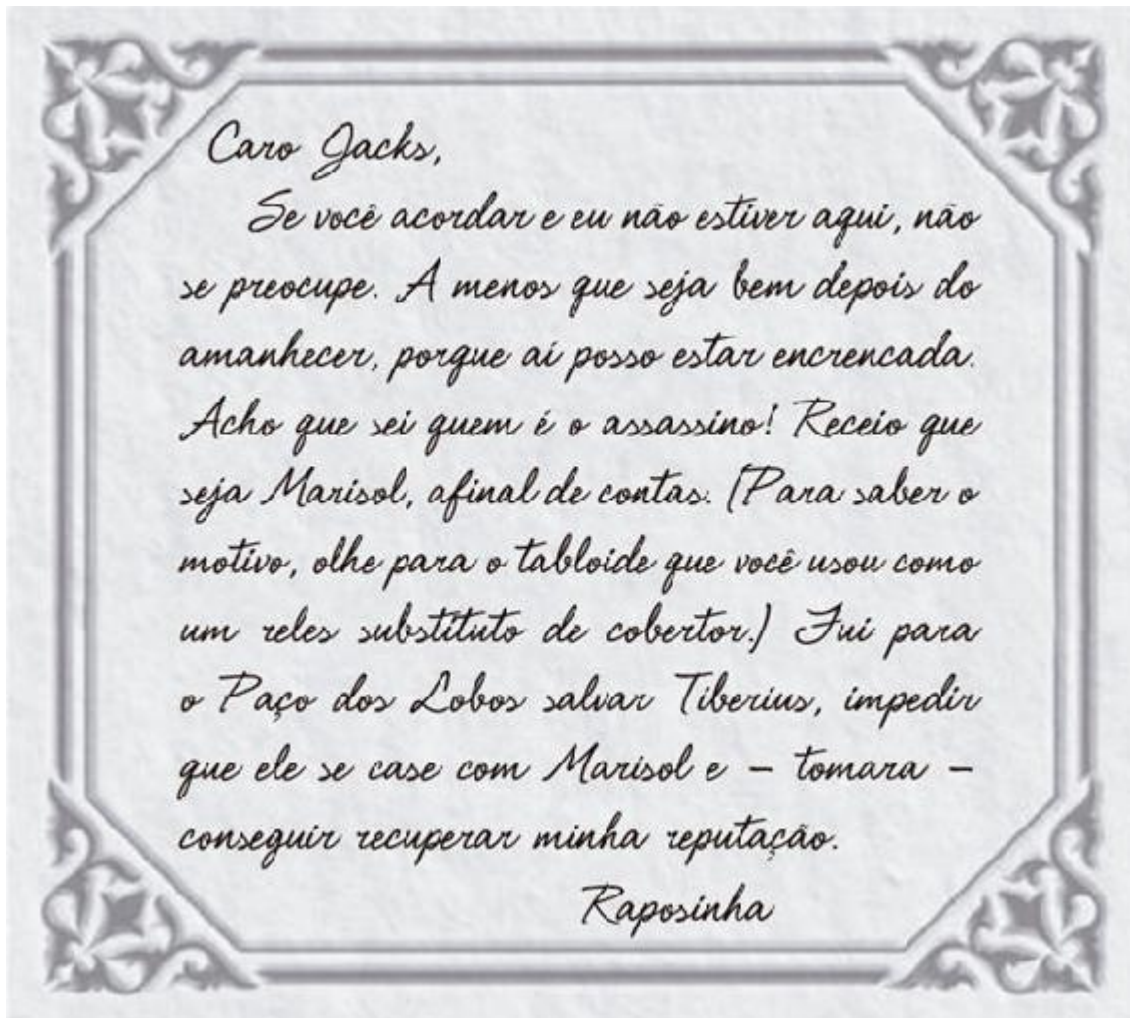 Caro Jacks,
Se você acordar e eu não estiver aqui, não
se preocupe. A menos que seja bem depois do
amanhecer, porque aí posso estar encrencada.
Acho que sei quem é o assassino! Receio que
seja Marisol, afinal de contas. (Para saber o
motivo, olhe para o tabloide que você usou como
um reles substituto de cobertor.) Fui para
o Paço dos Lobos salvar Tiberius, impedir
que ele se case com Marisol e – tomara –
conseguir recuperar minha reputação.
Raposinha